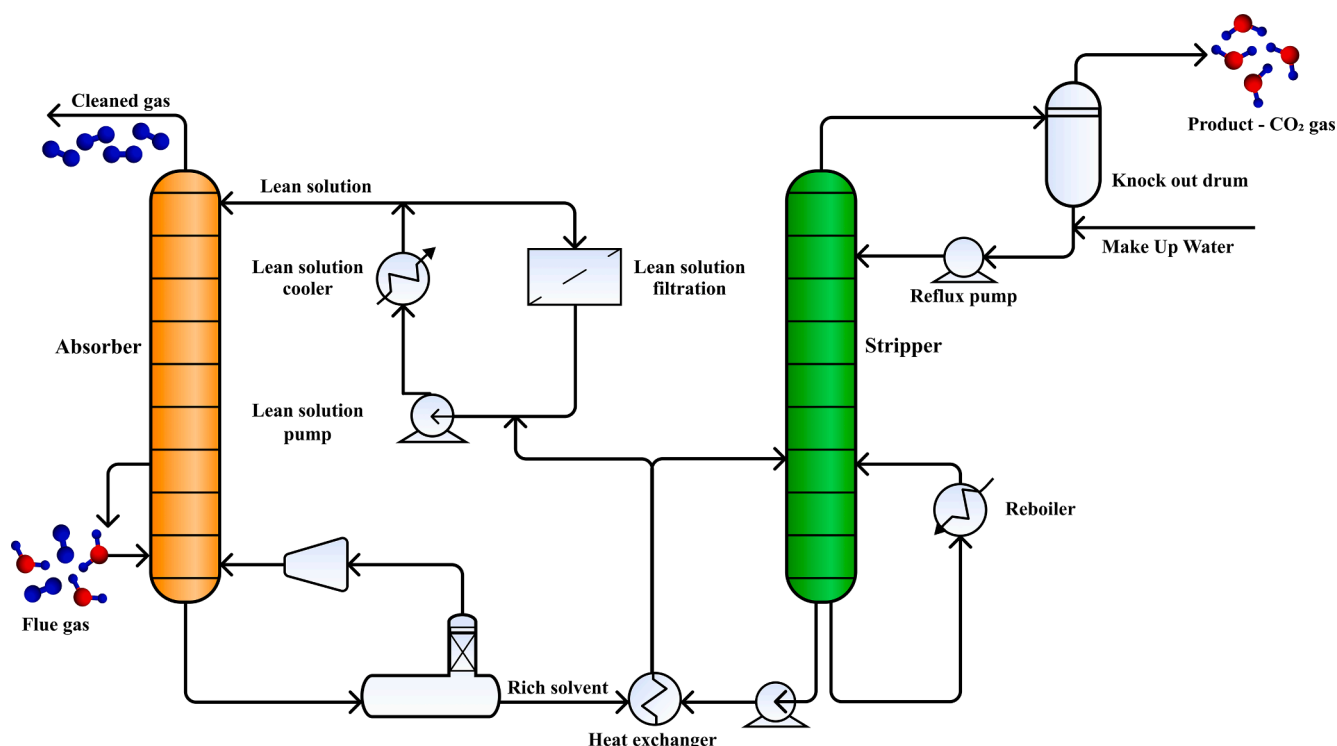 Cleaned gas
Product - CO₂ gas
Lean solution
Knock out drum
Make Up Water
Lean solution
cooler
Lean solution
filtration
Reflux pump
Absorber
Stripper
Lean solution
pump
Reboiler
Flue gas
Rich solvent
Heat exchanger